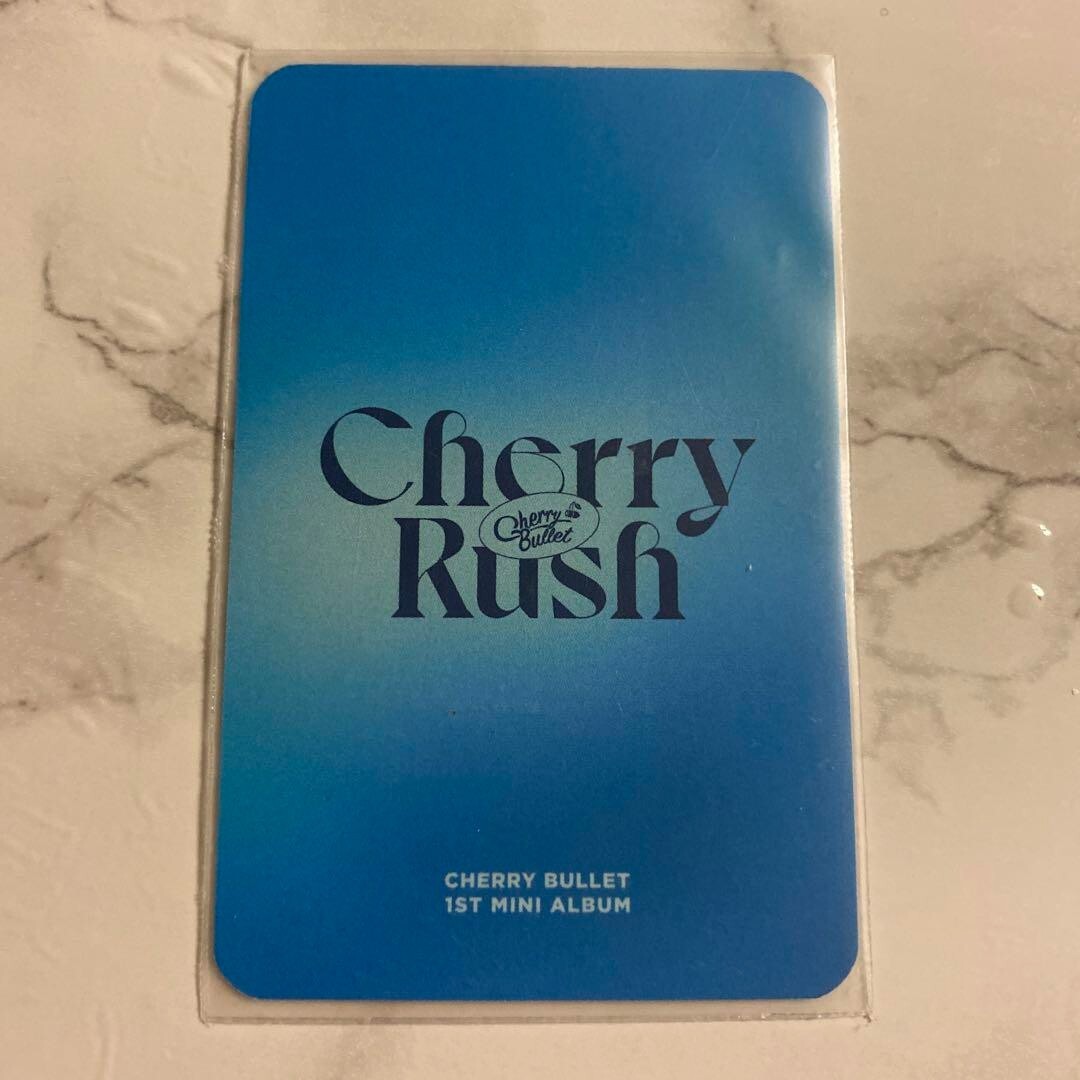 Cherry
Cherry
Bullet
Rush
CHERRY BULLET
1ST MINI ALBUM